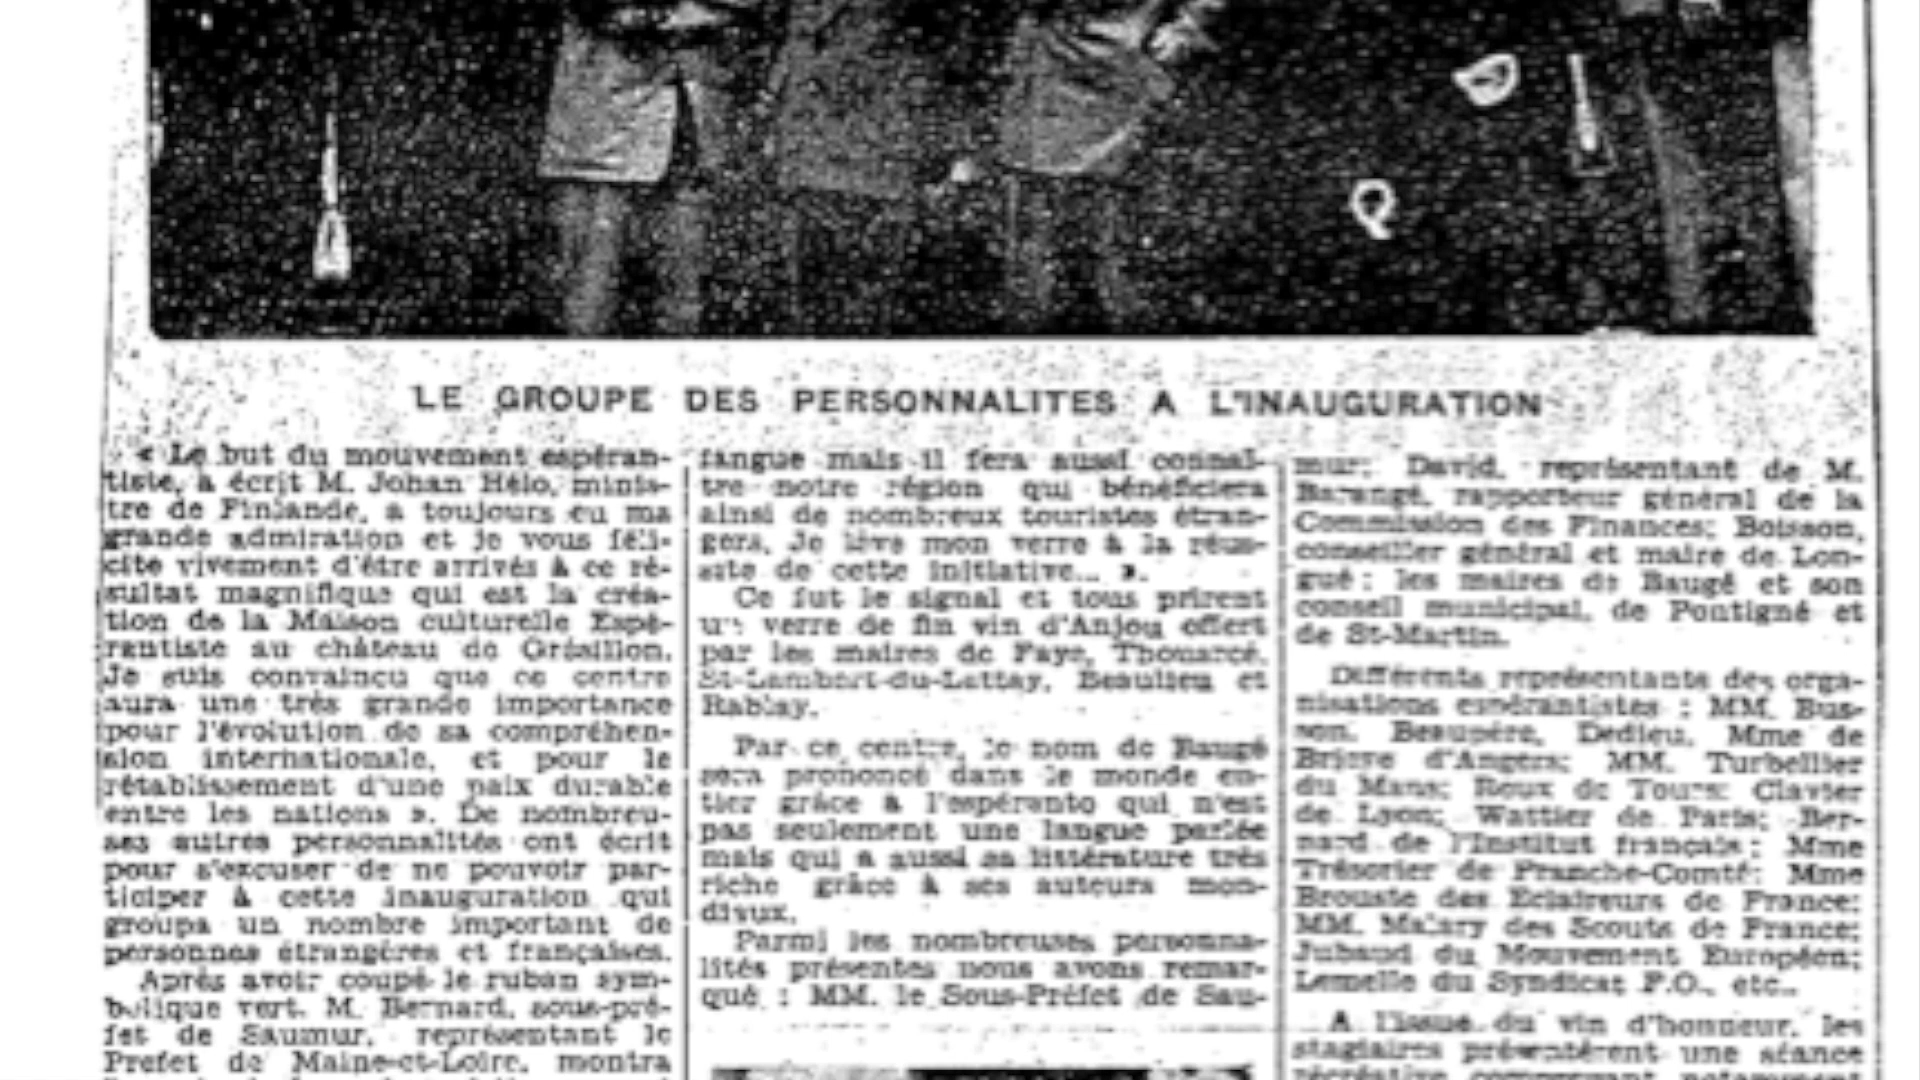 LE GROUPE DES PERSONNALITES A L'INAUGURATION
« Le but du mouvement espéran-
tiste, a écrit M. Johan Hélo, minis-
tre de Finlande, a toujours eu ma
grande admiration et je vous féli-
cite vivement d'être arrivés à ce ré-
sultat magnifique qui est la créa-
tion de la Maison culturelle Espé-
rantiste au château de Grésillon.
Je suis convaincu que ce centre
aura une très grande importance
pour l'évolution de sa compréhen-
sion internationale, et pour le
rétablissement d'une paix durable
entre les nations ». De nombreu-
ses autres personnalités ont écrit
pour s'excuser de ne pouvoir par-
ticiper à cette inauguration qui
groupa un nombre important de
personnes étrangères et françaises.
Après avoir coupé le ruban sym-
bolique vert, M. Bernard, sous-pré-
fet de Saumur, représentant le
Préfet de Maine-et-Loire, montra
langue mais il fera aussi connaî-
tre notre région qui bénéficiera
ainsi de nombreux touristes étran-
gers. Je lève mon verre à la réus-
site de cette initiative... ».
Ce fut le signal et tous prirent
un verre de fin vin d'Anjou offert
par les maires de Faye, Thouarcé,
St-Lambert-du-Lattay, Beaulieu et
Rablay.
Par ce centre, le nom de Baugé
sera prononcé dans le monde en-
tier grâce à l'espéranto qui n'est
pas seulement une langue parlée
mais qui a aussi sa littérature très
riche grâce à ses auteurs mon-
diaux.
Parmi les nombreuses personna-
lités présentes nous avons remar-
qué : MM. le Sous-Préfet de Sau-
mur; David, représentant de M.
Barangé, rapporteur général de la
Commission des Finances; Boisson,
conseiller général et maire de Lon-
gué; les maires de Baugé et son
conseil municipal, de Pontigné et
de St-Martin.
Différents représentants des orga-
nisations espérantistes : MM. Bus-
son, Beaupère, Dedieu, Mme de
Brieve d'Angers; MM. Turbellier
du Mans; Roux de Tours; Clavier
de Lyon; Wattier de Paris; Ber-
nard de l'Institut français; Mme
Trésorier de Franche-Comté; Mme
Brouste des Eclaireurs de France;
MM. Malary des Scouts de France;
Jubaud du Mouvement Européen;
Lemelle du Syndicat P.O., etc..
A l'issue du vin d'honneur, les
stagiaires présentèrent une séance
récréative comprenant notamment